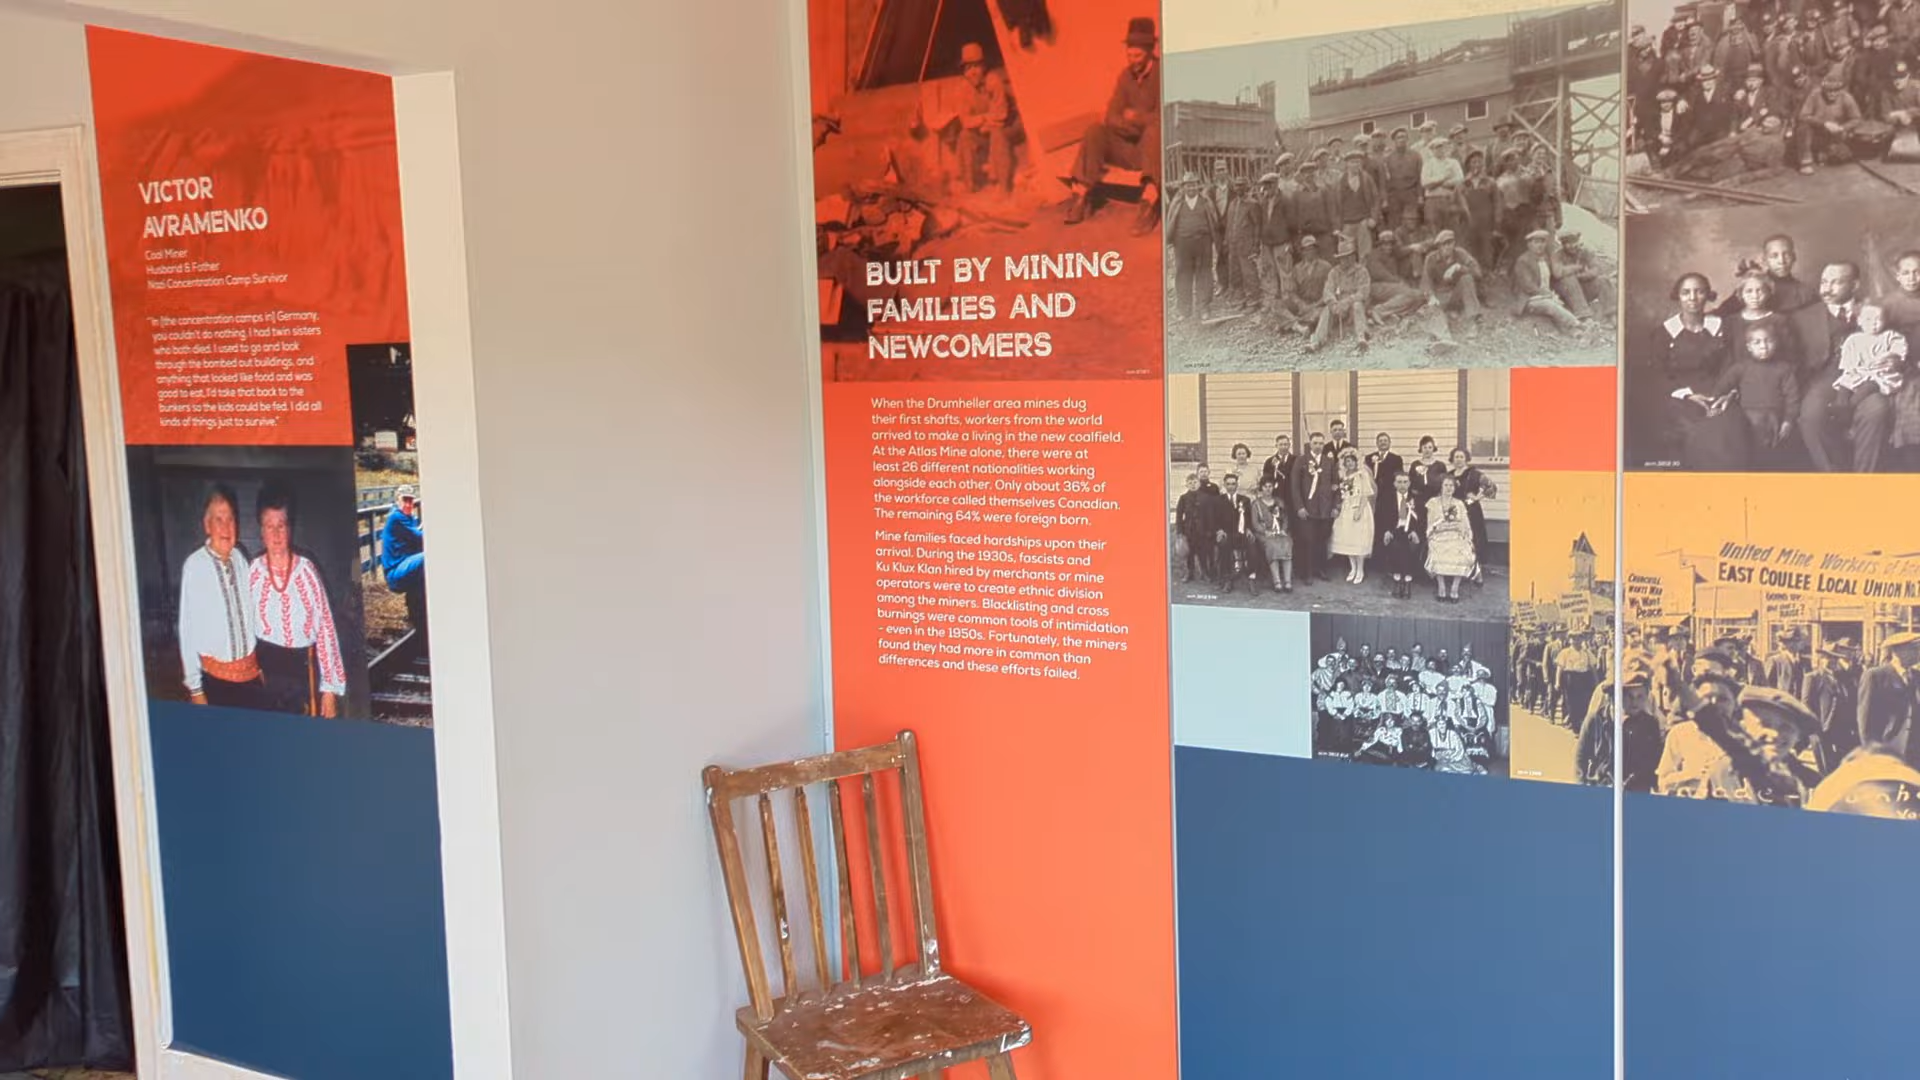 VICTOR
AVRAMENKO
Coal Miner
Husband & Father
Nazi Concentration Camp Survivor
"In [the concentration camps in] Germany,
you couldn't do nothing. I had twin sisters
who both died. I used to go and look
through the bombed out buildings, and
anything that looked like food and was
good to eat, I'd take that back to the
bunkers so the kids could be fed. I did all
kinds of things just to survive."
BUILT BY MINING
FAMILIES AND
NEWCOMERS
When the Drumheller area mines dug
their first shafts, workers from the world
arrived to make a living in the new coalfield.
At the Atlas Mine alone, there were at
least 26 different nationalities working
alongside each other. Only about 36% of
the workforce called themselves Canadian.
The remaining 64% were foreign born.
Mine families faced hardships upon their
arrival. During the 1930s, fascists and
Ku Klux Klan hired by merchants or mine
operators were to create ethnic division
among the miners. Blacklisting and cross
burnings were common tools of intimidation
- even in the 1950s. Fortunately, the miners
found they had more in common than
differences and these efforts failed.
United Mine Workers of
EAST COULEE LOCAL UNION No.
CHURCHILL
WANTS WAR
We Want
Peace